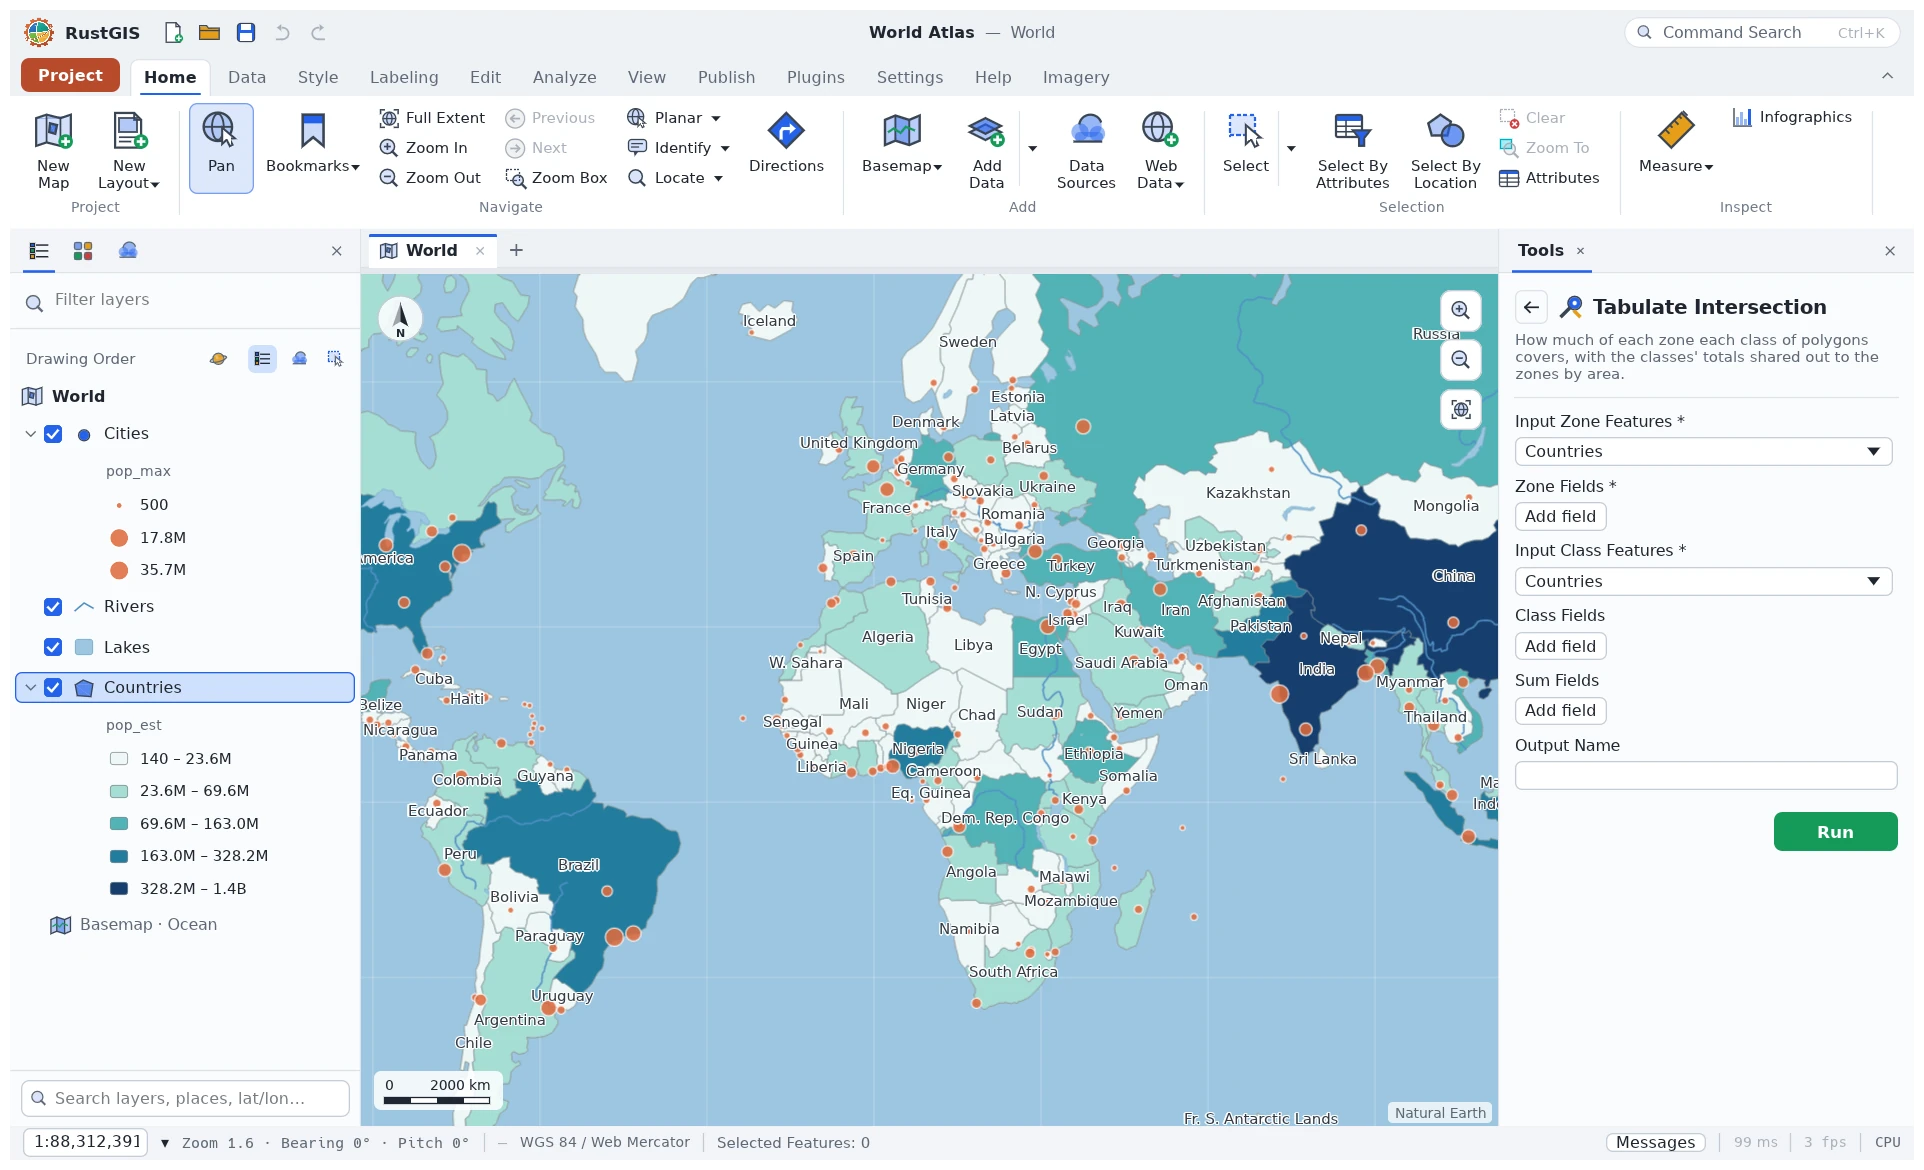 RustGIS
World Atlas — World
Command Search Ctrl+K
Project Home Data Style Labeling Edit Analyze View Publish Plugins Settings Help Imagery
New Map
New Layout
Project
Pan
Bookmarks
Full Extent
Zoom In
Zoom Out
Previous
Next
Zoom Box
Planar
Identify
Locate
Directions
Navigate
Basemap
Add Data
Data Sources
Web Data
Add
Select
Select By Attributes
Select By Location
Clear
Zoom To
Attributes
Selection
Measure
Infographics
Inspect
Filter layers
Drawing Order
World
Cities
pop_max
500
17.8M
35.7M
Rivers
Lakes
Countries
pop_est
140 – 23.6M
23.6M – 69.6M
69.6M – 163.0M
163.0M – 328.2M
328.2M – 1.4B
Basemap · Ocean
Search layers, places, lat/lon...
World
N
Iceland
Sweden
Russia
Estonia
Latvia
Denmark
United Kingdom
Belarus
Germany
Slovakia
Ukraine
Kazakhstan
Mongolia
France
Romania
Italy
Bulgaria
Georgia
Uzbekistan
merica
Spain
Greece
Turkey
Turkmenistan
China
Tunisia
N. Cyprus
Iraq
Iran
Afghanistan
Israel
Algeria
Libya
Egypt
Kuwait
Pakistan
Nepal
W. Sahara
Saudi Arabia
India
Cuba
Oman
Myanmar
Belize
Haiti
Mali
Niger
Chad
Sudan
Yemen
Thailand
Nicaragua
Senegal
Guinea
Nigeria
Ethiopia
Sri Lanka
Panama
Liberia
Cameroon
Somalia
Colombia
Guyana
Eq. Guinea
Kenya
Ma
Ind
Ecuador
Dem. Rep. Congo
Peru
Brazil
Angola
Malawi
Bolivia
Mozambique
Paraguay
Namibia
South Africa
Uruguay
Argentina
Chile
Fr. S. Antarctic Lands
0 2000 km
Natural Earth
Tools
Tabulate Intersection
How much of each zone each class of polygons
covers, with the classes' totals shared out to the
zones by area.
Input Zone Features *
Countries
Zone Fields *
Add field
Input Class Features *
Countries
Class Fields
Add field
Sum Fields
Add field
Output Name
Run
1:88,312,391 Zoom 1.6 · Bearing 0° · Pitch 0° — WGS 84 / Web Mercator Selected Features: 0 Messages 99 ms 3 fps CPU